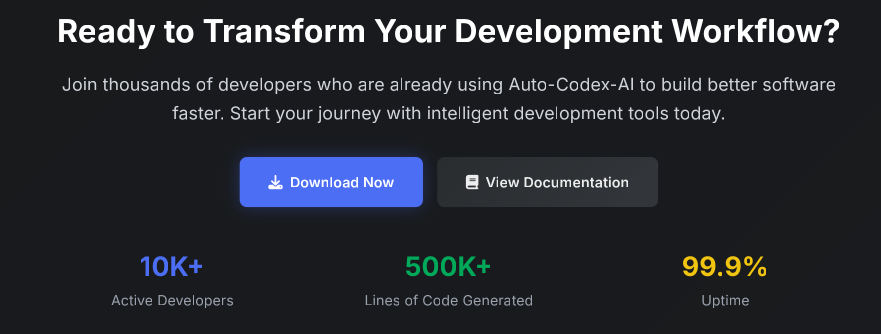 Ready to Transform Your Development Workflow?
Join thousands of developers who are already using Auto-Codex-AI to build better software
faster. Start your journey with intelligent development tools today.
Download Now
View Documentation
10K+
500K+
99.9%
Active Developers
Lines of Code Generated
Uptime